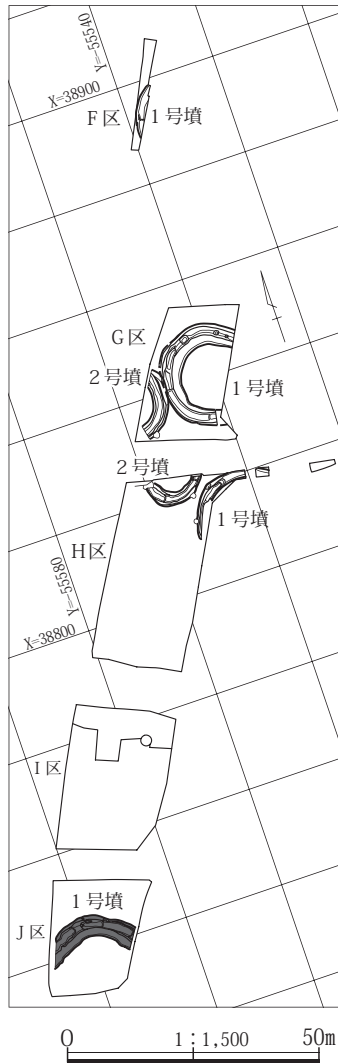 Y=-55540
X=38900
F区
1号墳
G区
2号墳
1号墳
2号墳
1号墳
H区
Y=-55580
X=38800
I区
1号墳
J区
0 1：1,500 50m